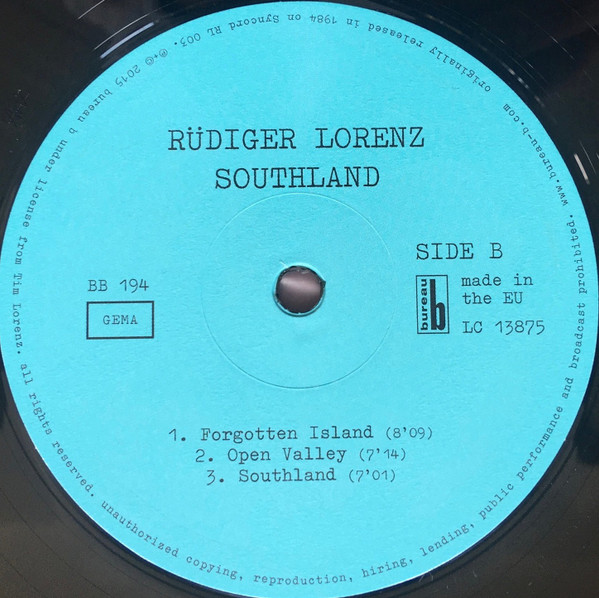 RÜDIGER LORENZ
SOUTHLAND
SIDE B
BB 194
GEMA
bureau b
made in
the EU
LC 13875
1. Forgotten Island (8'09)
2. Open Valley (7'14)
3. Southland (7'01)
originally released in 1984 on Syncord RL 003. ℗+© 2015 bureau b under license from Tim Lorenz. all rights reserved. unauthorized copying, reproduction, hiring, lending, public performance and broadcast prohibited. www.bureau-b.com